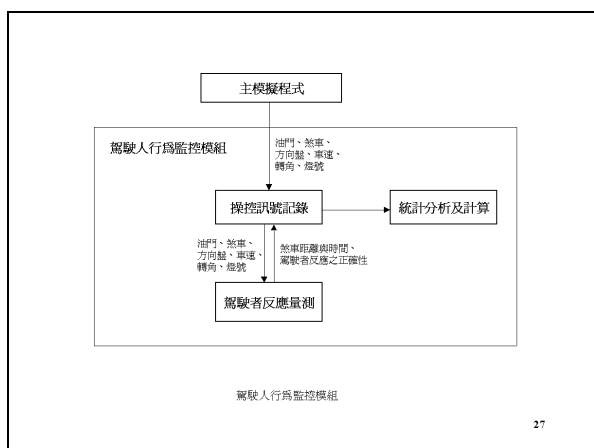 主模擬程式
駕駛人行為監控模組
油門、煞車、
方向盤、車速、
轉角、燈號
操控訊號記錄
統計分析及計算
油門、煞車、
方向盤、車速、
轉角、燈號
煞車距離與時間、
駕駛者反應之正確性
駕駛者反應量測
駕駛人行為監控模組
27